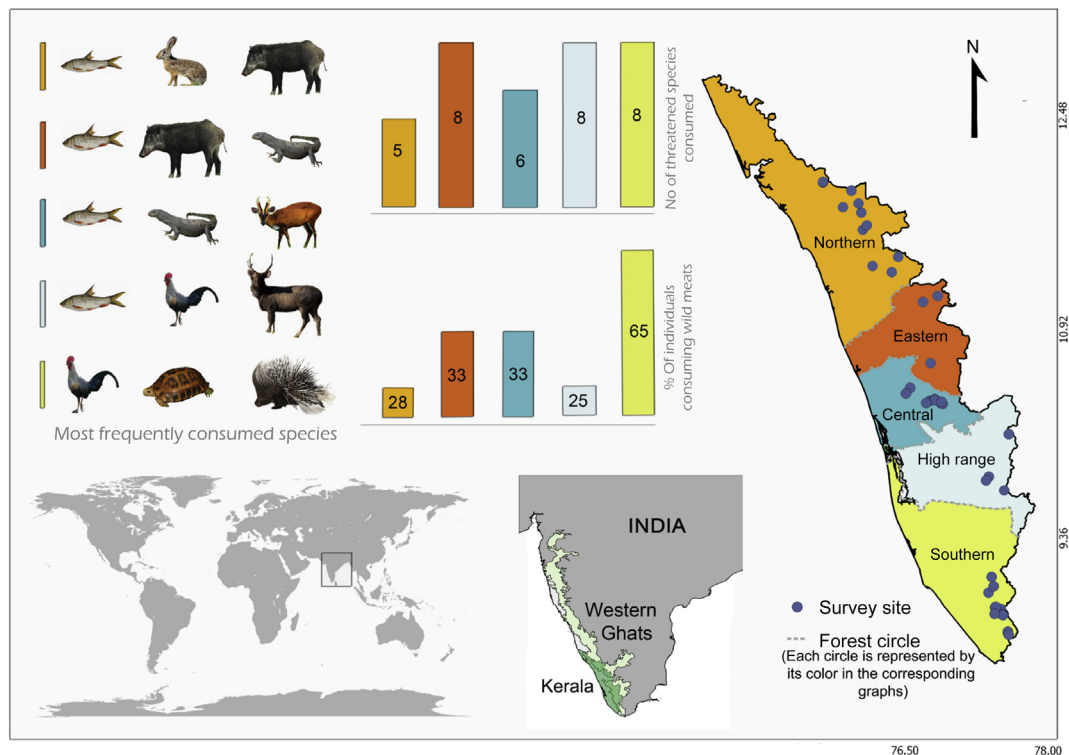 5
8
6
8
8
No of threatened species
consumed
28
33
33
25
65
% Of individuals
consuming wild meats
Most frequently consumed species
N
12.48
10.92
9.36
76.50
78.00
Northern
Eastern
Central
High range
Southern
Survey site
Forest circle
(Each circle is represented by
its color in the corresponding
graphs)
INDIA
Western
Ghats
Kerala